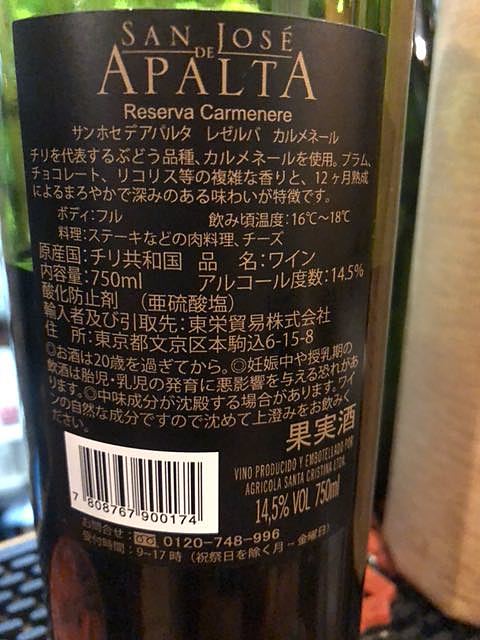 SAN JOSÉ
DE
APALTA
Reserva Carmenere
サンホセデアパルタ レゼルバ カルメネール
チリを代表するぶどう品種、カルメネールを使用。プラム、
チョコレート、リコリス等の複雑な香りと、12ヶ月熟成
によるまろやかで深みのある味わいが特徴です。
ボディ:フル 飲み頃温度:16℃〜18℃
料理:ステーキなどの肉料理、チーズ
原産国:チリ共和国 品 名:ワイン
内容量:750ml アルコール度数:14.5%
酸化防止剤 (亜硫酸塩)
輸入者及び引取先:東栄貿易株式会社
住 所:東京都文京区本駒込6-15-8
◎お酒は20歳を過ぎてから。◎妊娠中や授乳期の
飲酒は胎児・乳児の発育に悪影響を与える恐れがあ
ります。◎中味成分が沈殿する場合があります。ワイ
ンの自然な成分ですので沈めて上澄みをお飲みく
ださい。
果実酒
VINO PRODUCIDO Y EMBOTELLADO POR
AGRICOLA SANTA CRISTINA LTDA.
14,5% VOL 750ml
7 808767 900174
お問合せ: 0120-748-996
受付時間:9~17時(祝祭日を除く月~金曜日)